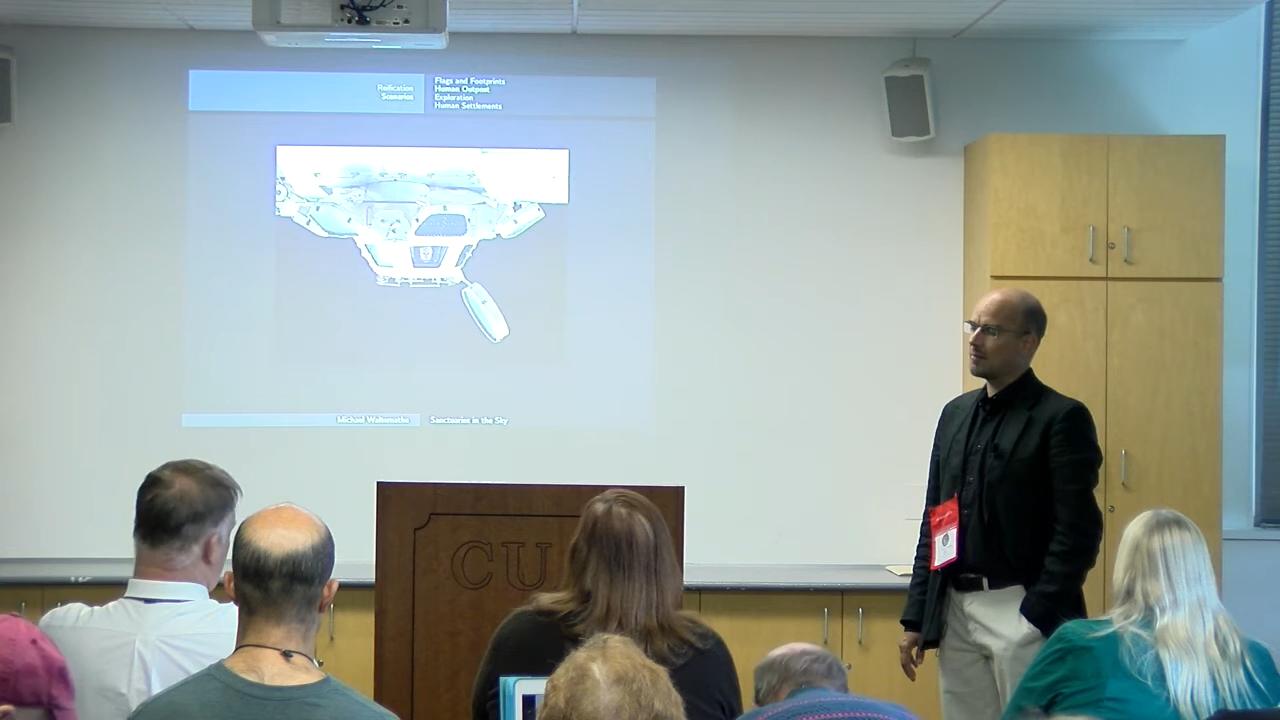 Reification
Scenarios
Flags and Footprints
Human Outpost
Exploration
Human Settlements
Michael Waltemathe
Sanctuaries in the Sky
CU